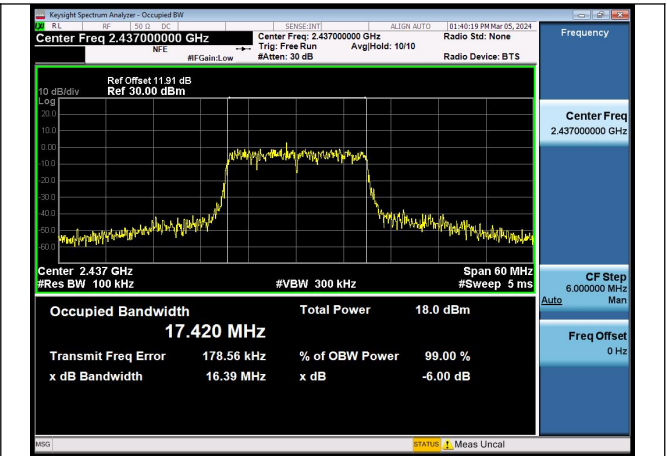 Keysight Spectrum Analyzer - Occupied BW
RL RF 50 Ω DC SENSE:INT ALIGN AUTO 01:40:19 PM Mar 05, 2024
Center Freq 2.437000000 GHz
Center Freq: 2.437000000 GHz
Radio Std: None
NFE
Trig: Free Run Avg|Hold: 10/10
#IFGain:Low
#Atten: 30 dB
Radio Device: BTS
Frequency
Ref Offset 11.91 dB
10 dB/div Ref 30.00 dBm
Log
20.0
10.0
0.00
-10.0
-20.0
-30.0
-40.0
-50.0
-60.0
Center Freq
2.437000000 GHz
Center 2.437 GHz Span 60 MHz
#Res BW 100 kHz #VBW 300 kHz #Sweep 5 ms
CF Step
6.000000 MHz
Auto Man
Occupied Bandwidth Total Power 18.0 dBm
17.420 MHz
Transmit Freq Error 178.56 kHz % of OBW Power 99.00 %
x dB Bandwidth 16.39 MHz x dB -6.00 dB
Freq Offset
0 Hz
MSG STATUS Meas Uncal